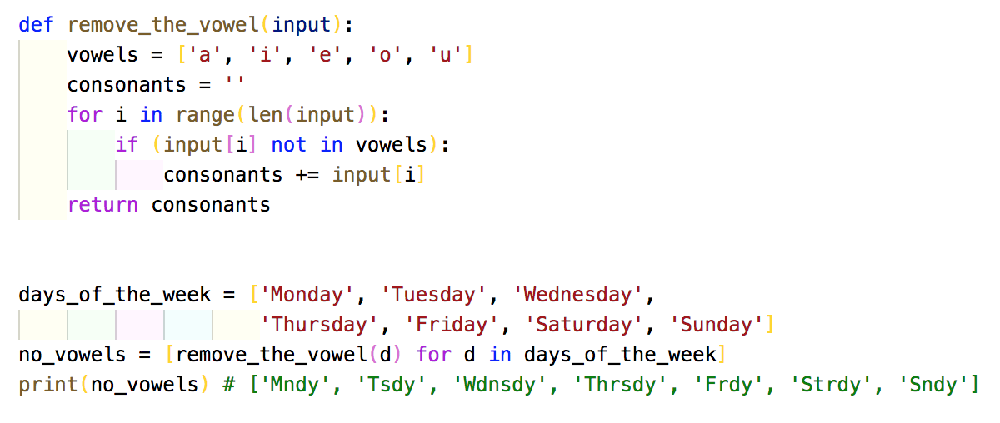 def remove_the_vowel(input):
    vowels = ['a', 'i', 'e', 'o', 'u']
    consonants = ''
    for i in range(len(input)):
        if (input[i] not in vowels):
            consonants += input[i]
    return consonants
days_of_the_week = ['Monday', 'Tuesday', 'Wednesday',
                    'Thursday', 'Friday', 'Saturday', 'Sunday']
no_vowels = [remove_the_vowel(d) for d in days_of_the_week]
print(no_vowels) # ['Mndy', 'Tsdy', 'Wdnsdy', 'Thrsdy', 'Frdy', 'Strdy', 'Sndy']